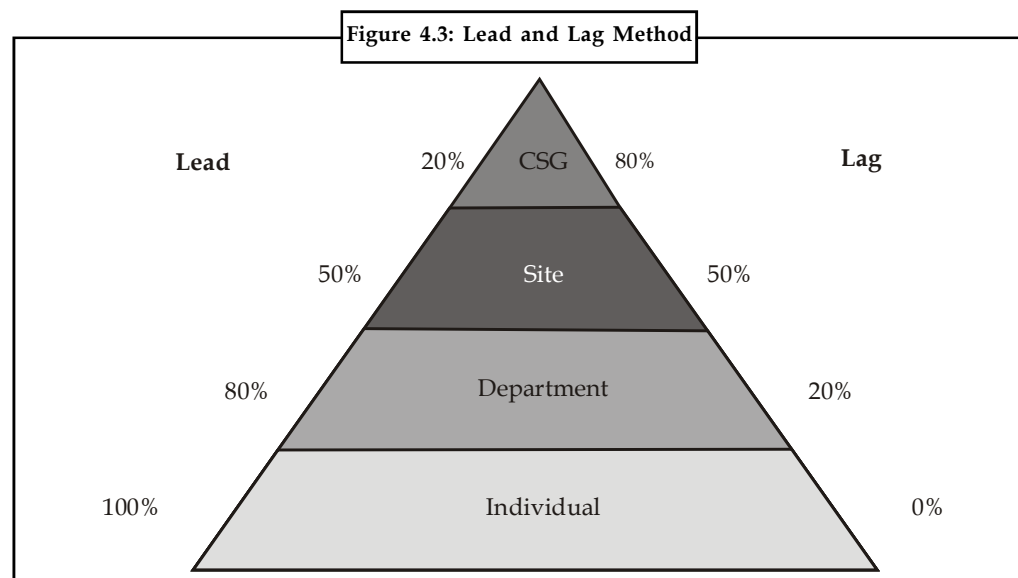 Figure 4.3: Lead and Lag Method
Lead 20% CSG 80% Lag
50% Site 50%
80% Department 20%
100% Individual 0%